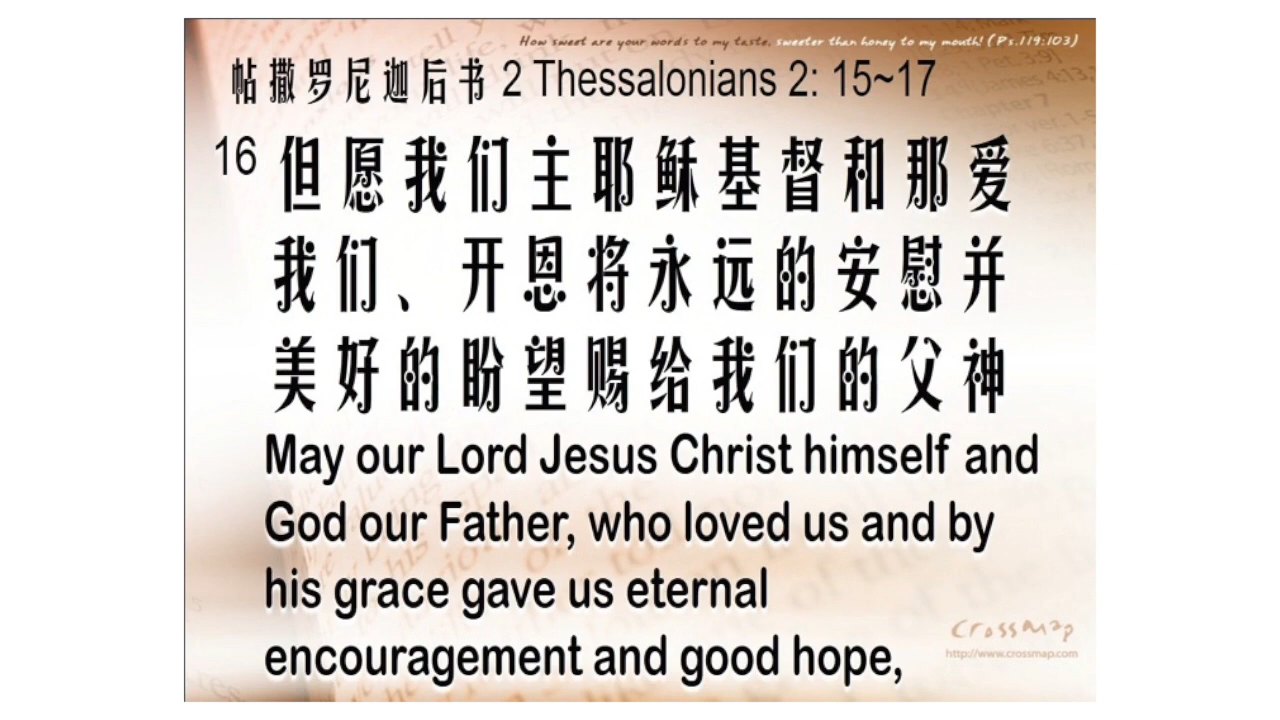 How sweet are your words to my taste, sweeter than honey to my mouth! (Ps.119:103)
帖撒罗尼迦后书 2 Thessalonians 2: 15~17
16 但愿我们主耶稣基督和那爱
我们、开恩将永远的安慰并
美好的盼望赐给我们的父神
May our Lord Jesus Christ himself and
God our Father, who loved us and by
his grace gave us eternal
encouragement and good hope,
crossmap
http://www.crossmap.com